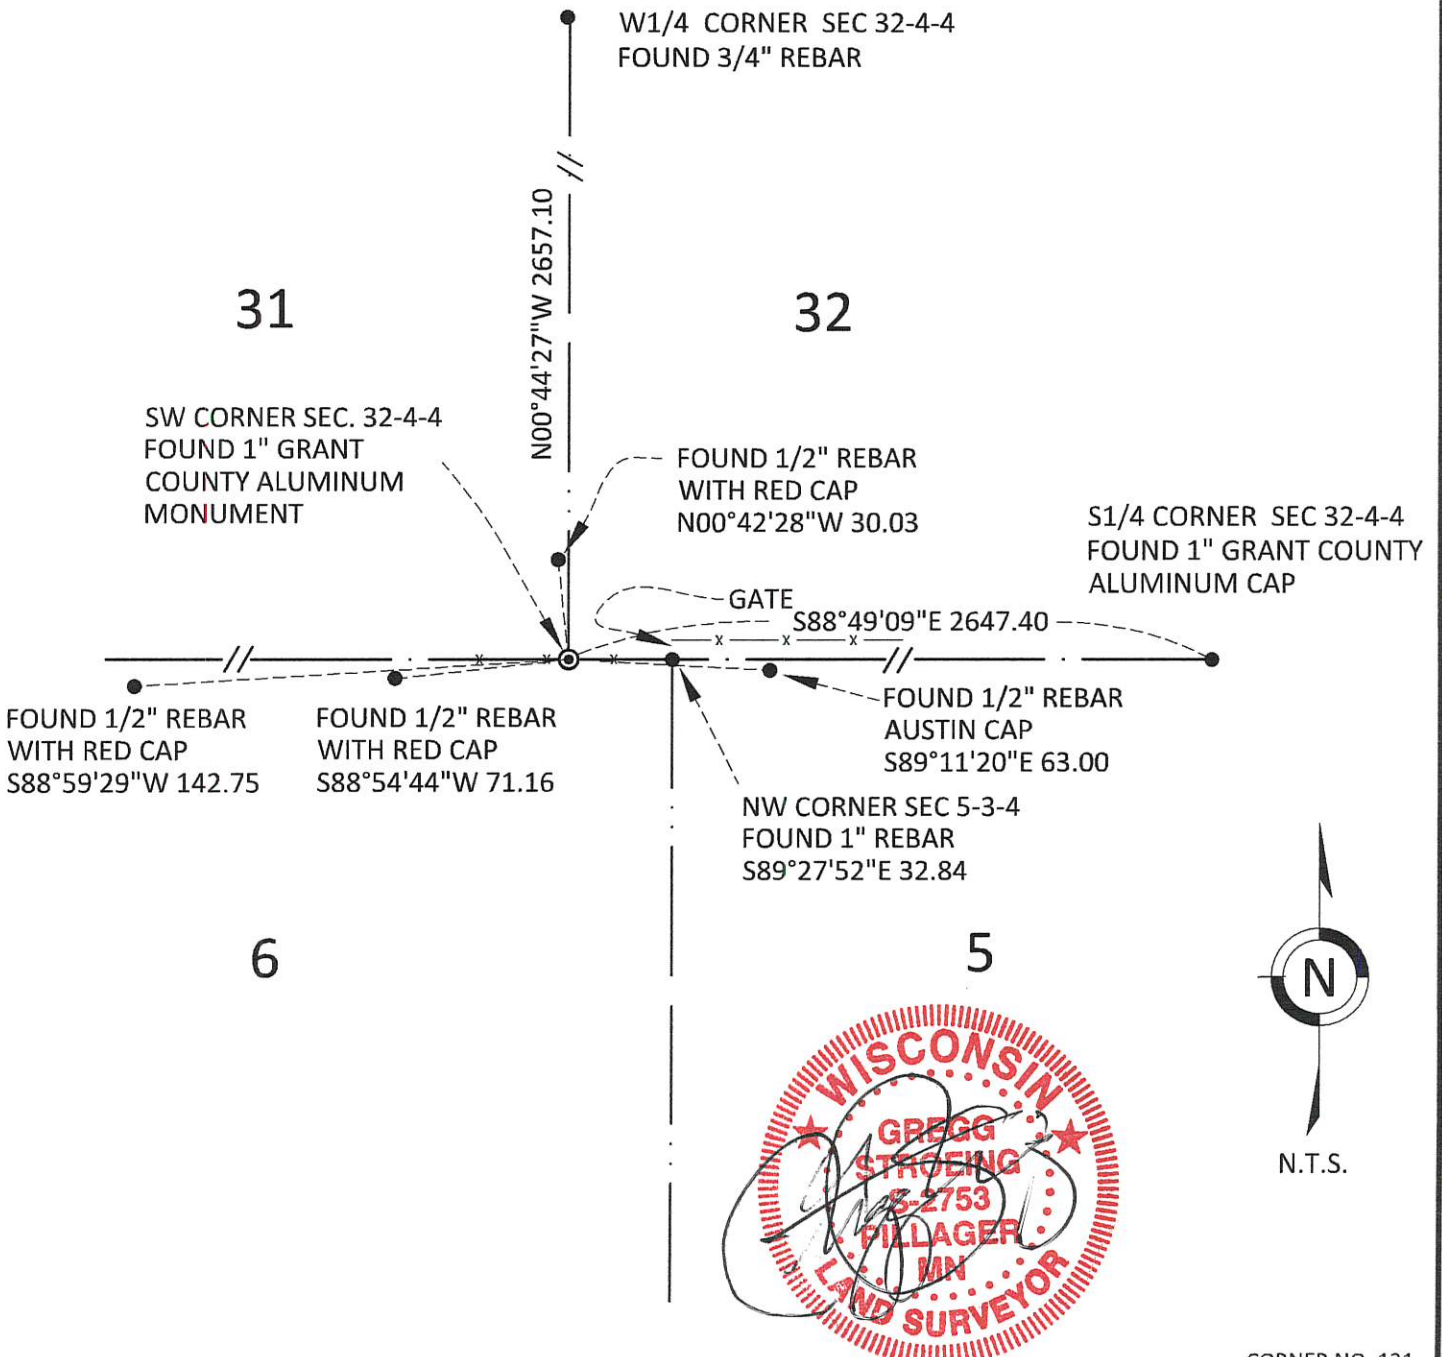 W1/4 CORNER SEC 32-4-4
FOUND 3/4" REBAR
N00°44'27"W 2657.10
31
32
SW CORNER SEC. 32-4-4
FOUND 1" GRANT
COUNTY ALUMINUM
MONUMENT
FOUND 1/2" REBAR
WITH RED CAP
N00°42'28"W 30.03
S1/4 CORNER SEC 32-4-4
FOUND 1" GRANT COUNTY
ALUMINUM CAP
GATE
S88°49'09"E 2647.40
x x x
x x x
FOUND 1/2" REBAR
WITH RED CAP
S88°59'29"W 142.75
FOUND 1/2" REBAR
WITH RED CAP
S88°54'44"W 71.16
FOUND 1/2" REBAR
AUSTIN CAP
S89°11'20"E 63.00
NW CORNER SEC 5-3-4
FOUND 1" REBAR
S89°27'52"E 32.84
6
5
N
N.T.S.
WISCONSIN
GREGG
STROEING
S-2753
PILLAGER
MN
LAND SURVEYOR
CORNER NO. 131